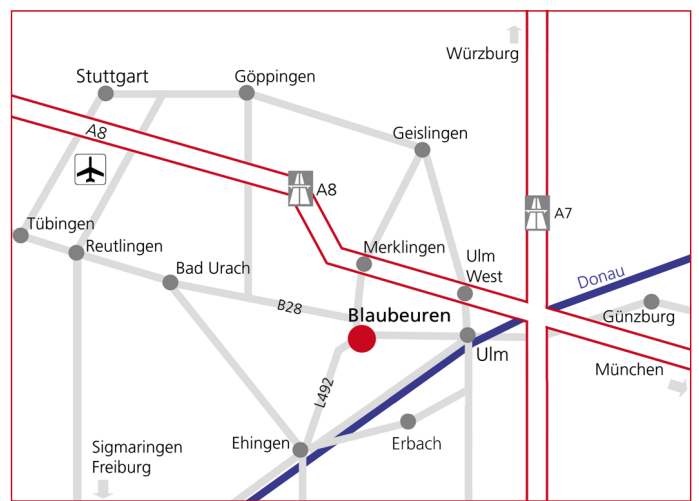 Würzburg
Stuttgart
Göppingen
Geislingen
A8
A8
A7
Tübingen
Reutlingen
Merklingen
Ulm
West
Donau
Bad Urach
B28
Blaubeuren
Günzburg
Ulm
München
L492
Ehingen
Erbach
Sigmaringen
Freiburg